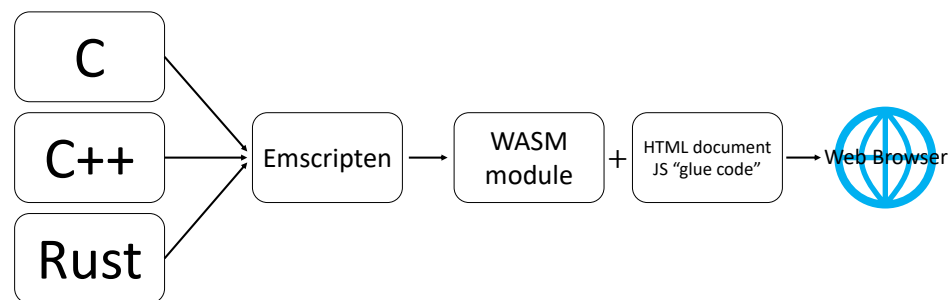 C
C++
Rust
Emscripten
WASM
module
+
HTML document
JS “glue code”
Web Browser